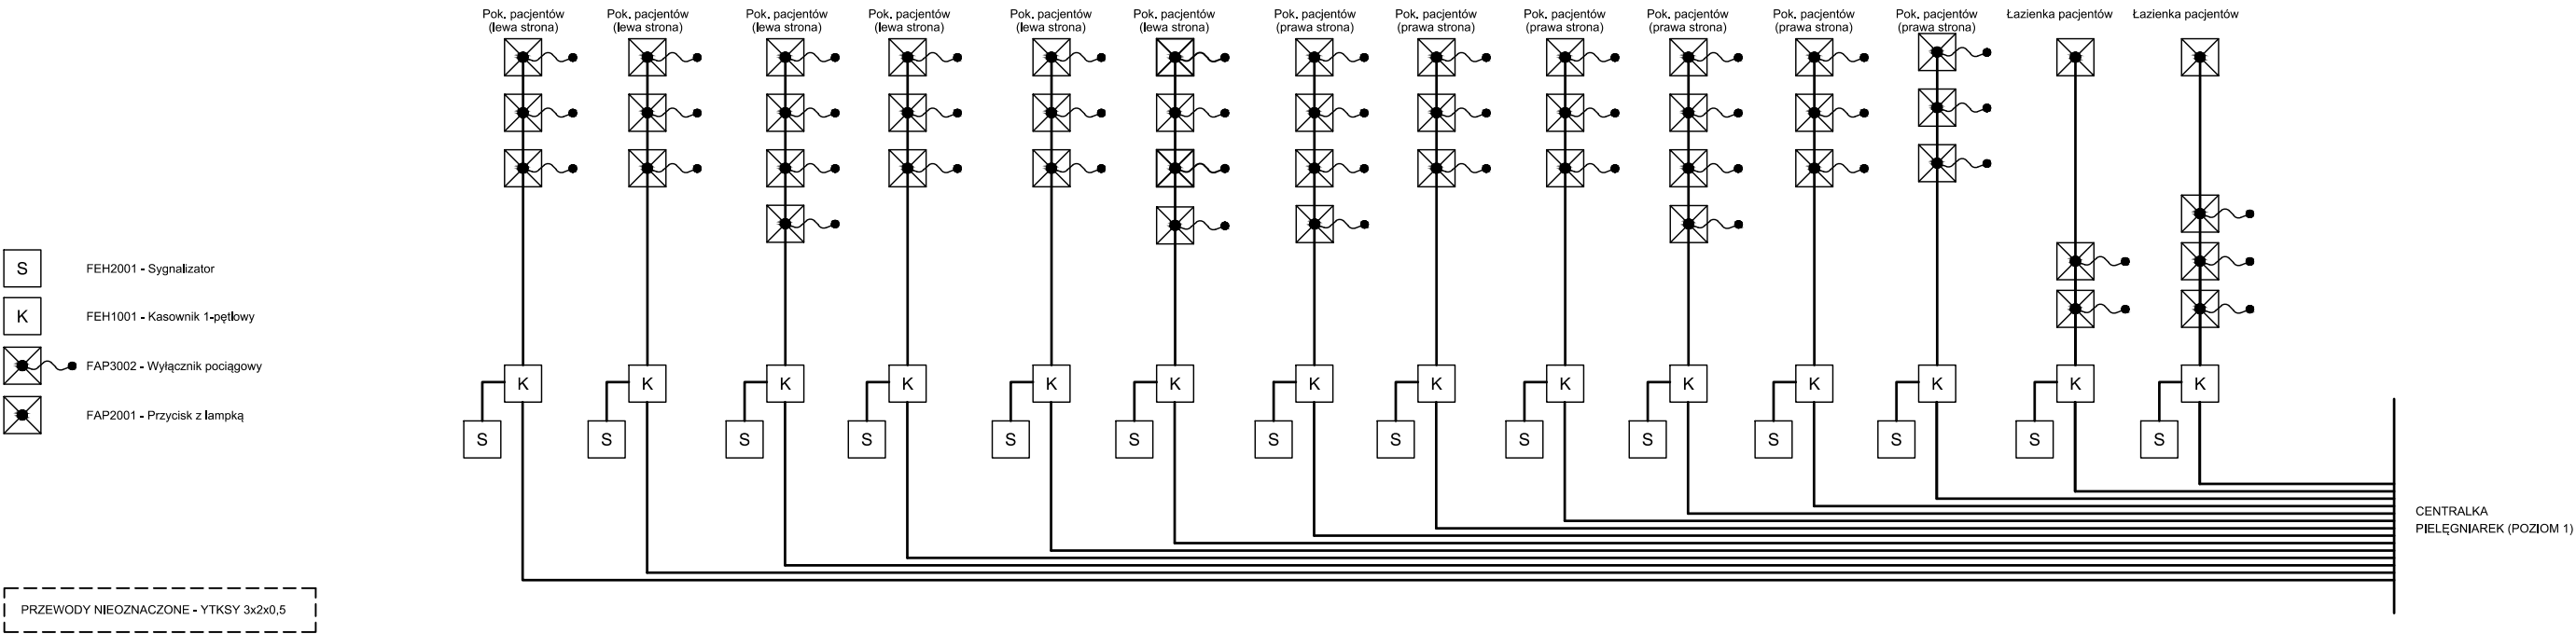 Pok. pacjentów
(lewa strona)
Pok. pacjentów
(lewa strona)
Pok. pacjentów
(lewa strona)
Pok. pacjentów
(lewa strona)
Pok. pacjentów
(lewa strona)
Pok. pacjentów
(lewa strona)
Pok. pacjentów
(prawa strona)
Pok. pacjentów
(prawa strona)
Pok. pacjentów
(prawa strona)
Pok. pacjentów
(prawa strona)
Pok. pacjentów
(prawa strona)
Pok. pacjentów
(prawa strona)
Łazienka pacjentów
Łazienka pacjentów
S FEH2001 - Sygnalizator
K FEH1001 - Kasownik 1-pętlowy
FAP3002 - Wyłącznik pociągowy
FAP2001 - Przycisk z lampką
K K K K K K K K K K K K K K
S S S S S S S S S S S S S S
CENTRALKA
PIELĘGNIAREK (POZIOM 1)
PRZEWODY NIEOZNACZONE - YTKSY 3x2x0,5